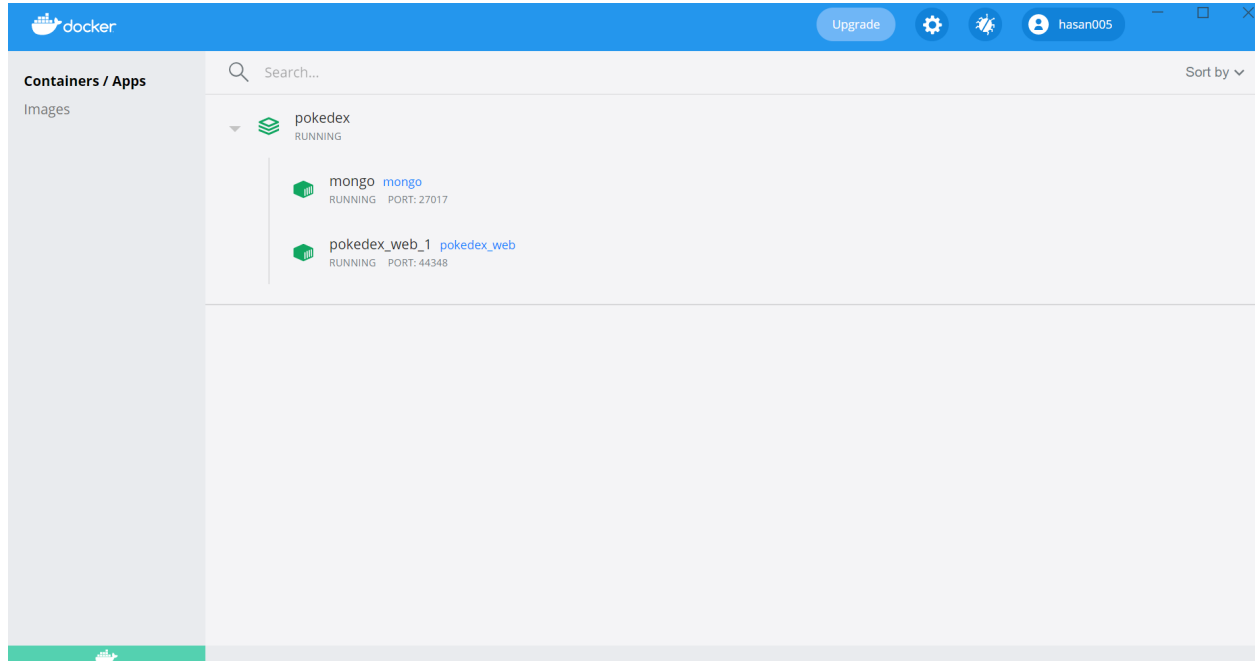 docker
Upgrade
hasan005
Containers / Apps
Images
Search...
Sort by
pokedex
RUNNING
mongo mongo
RUNNING PORT: 27017
pokedex_web_1 pokedex_web
RUNNING PORT: 44348